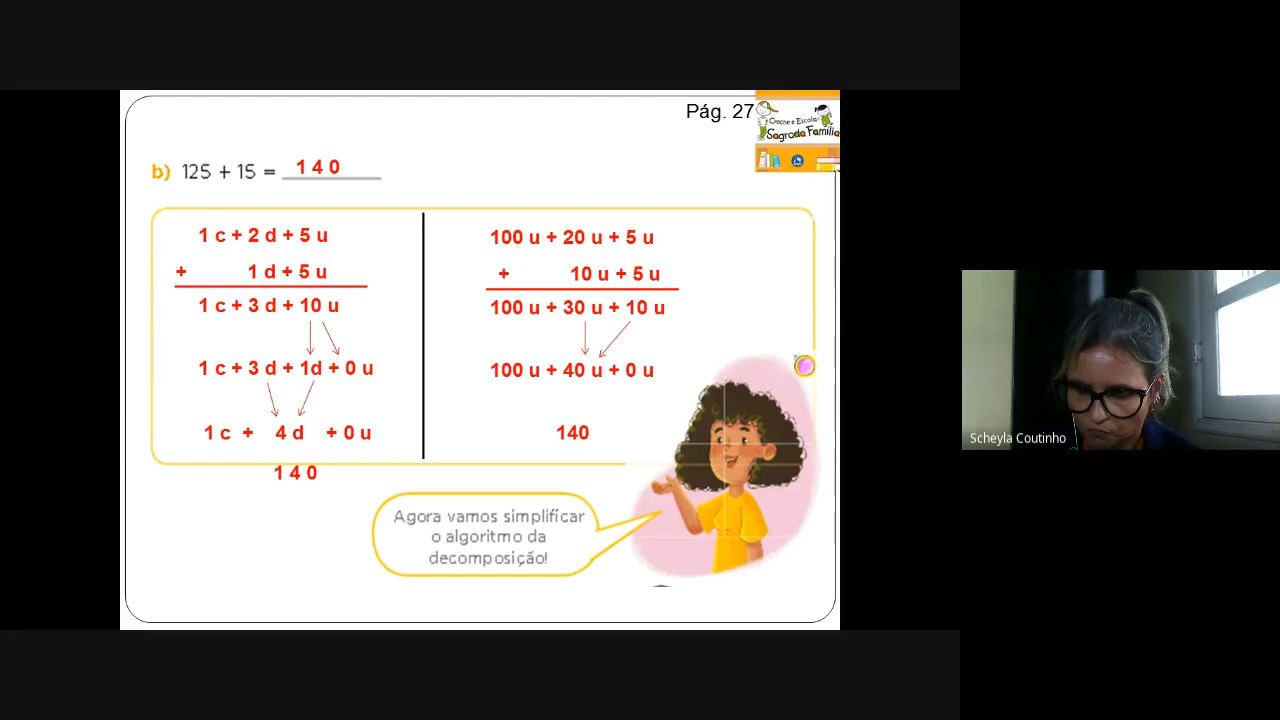 Pág. 27
Creche e Escola
Sagrada Família
b) 125 + 15 = 1 4 0
1 c + 2 d + 5 u
+ 1 d + 5 u
1 c + 3 d + 10 u
1 c + 3 d + 1d + 0 u
1 c + 4 d + 0 u
1 4 0
100 u + 20 u + 5 u
+ 10 u + 5 u
100 u + 30 u + 10 u
100 u + 40 u + 0 u
140
Agora vamos simplificar
o algoritmo da
decomposição!
Scheyla Coutinho